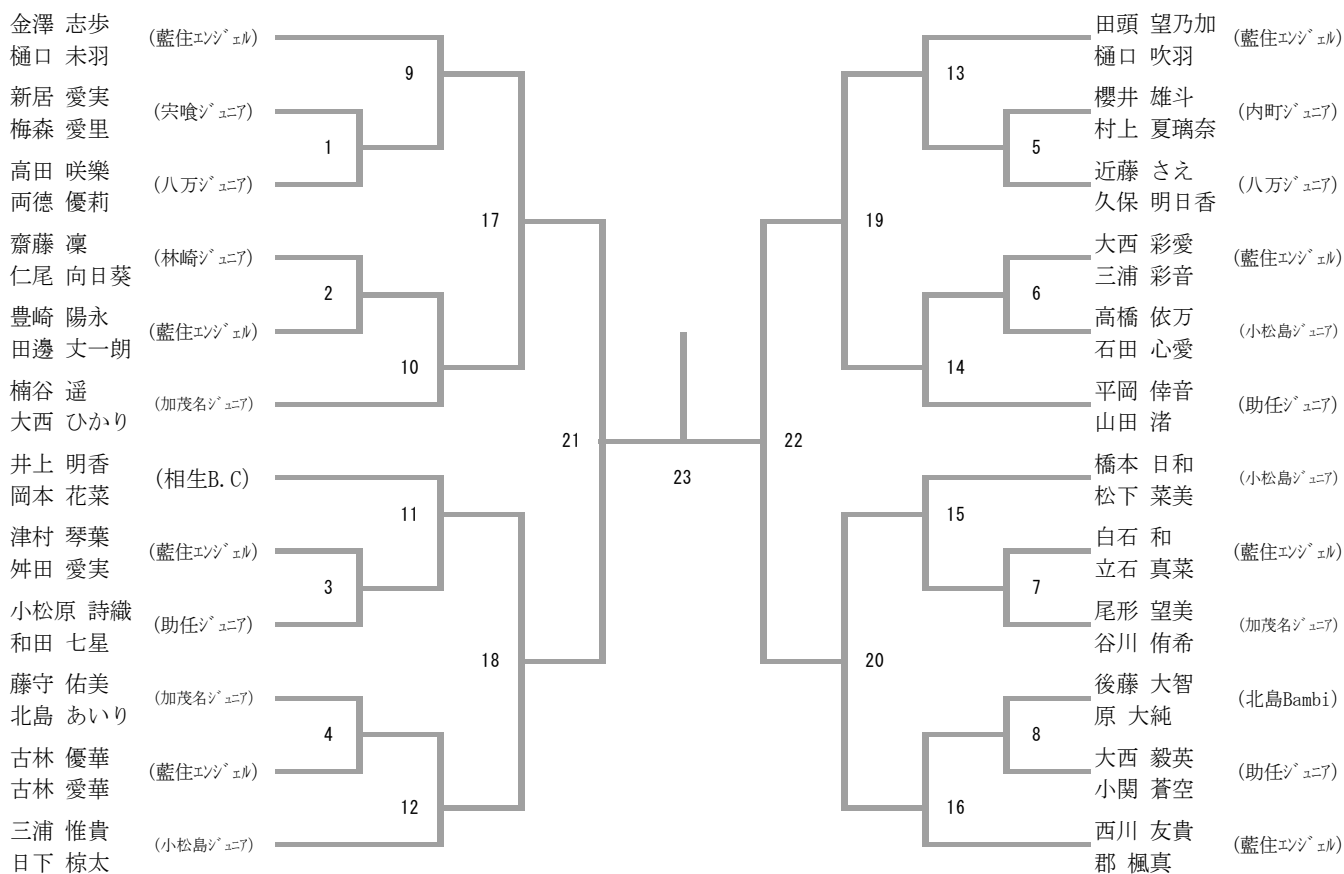 金澤 志歩
樋口 未羽
(藍住エンジェル)
新居 愛実
梅森 愛里
(宍喰ジュニア)
高田 咲樂
両德 優莉
(八万ジュニア)
齋藤 凜
仁尾 向日葵
(林崎ジュニア)
豊崎 陽永
田邊 丈一朗
(藍住エンジェル)
楠谷 遥
大西 ひかり
(加茂名ジュニア)
井上 明香
岡本 花菜
(相生B.C)
津村 琴葉
舛田 愛実
(藍住エンジェル)
小松原 詩織
和田 七星
(助任ジュニア)
藤守 佑美
北島 あいり
(加茂名ジュニア)
古林 優華
古林 愛華
(藍住エンジェル)
三浦 惟貴
日下 椋太
(小松島ジュニア)
9
1
17
2
10
21
11
3
18
4
12
23
13
5
19
6
14
22
15
7
20
8
16
田頭 望乃加
樋口 吹羽
(藍住エンジェル)
櫻井 雄斗
村上 夏璃奈
(内町ジュニア)
近藤 さえ
久保 明日香
(八万ジュニア)
大西 彩愛
三浦 彩音
(藍住エンジェル)
高橋 依万
石田 心愛
(小松島ジュニア)
平岡 倖音
山田 渚
(助任ジュニア)
橋本 日和
松下 菜美
(小松島ジュニア)
白石 和
立石 真菜
(藍住エンジェル)
尾形 望美
谷川 侑希
(加茂名ジュニア)
後藤 大智
原 大純
(北島Bambi)
大西 毅英
小関 蒼空
(助任ジュニア)
西川 友貴
郡 楓真
(藍住エンジェル)